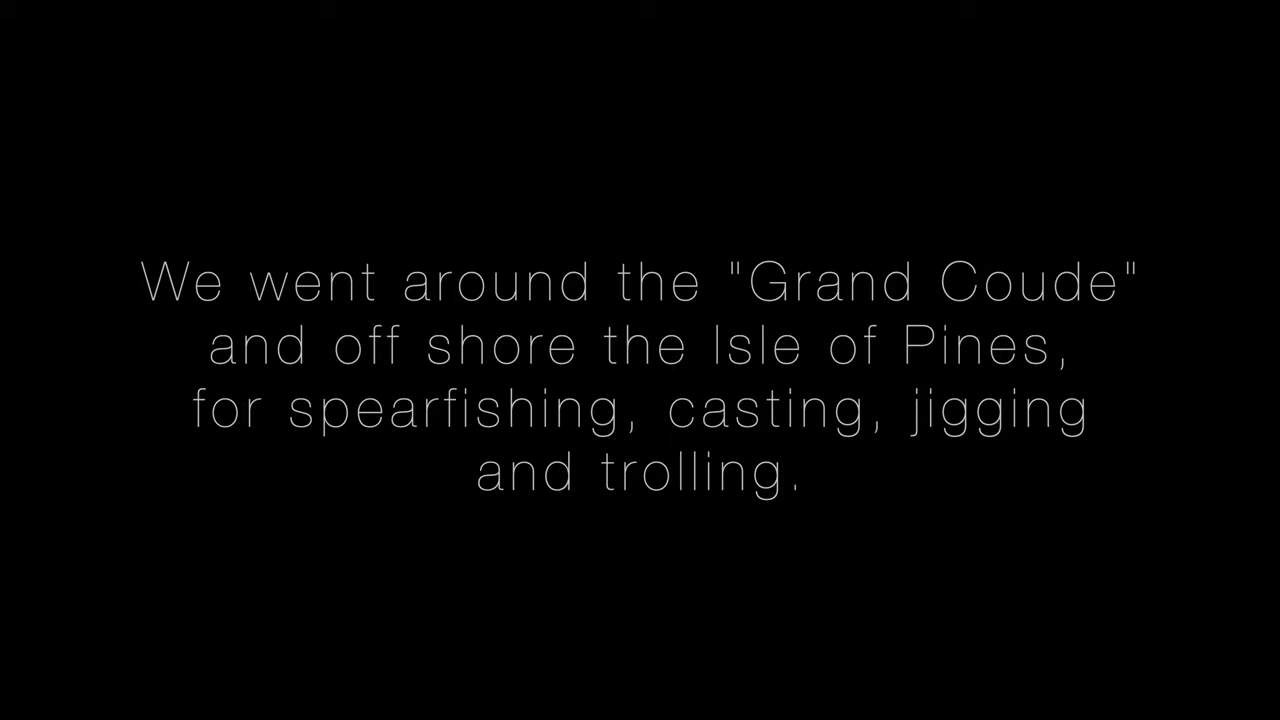 We went around the "Grand Coude"
and off shore the Isle of Pines,
for spearfishing, casting, jigging
and trolling.